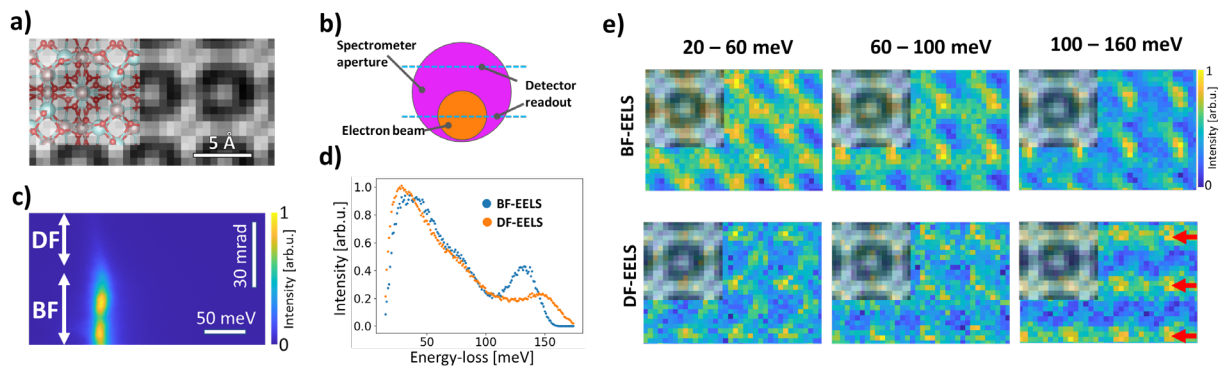 a)
5 Å
b)
Spectrometer
aperture
Detector
readout
Electron beam
c)
DF
BF
30 mrad
50 meV
1
Intensity [arb.u.]
0
d)
BF-EELS
DF-EELS
Intensity [arb.u.]
1.0
0.8
0.6
0.4
0.2
0.0
0
50
100
150
Energy-loss [meV]
e)
20 – 60 meV
60 – 100 meV
100 – 160 meV
BF-EELS
1
Intensity [arb.u.]
0
DF-EELS